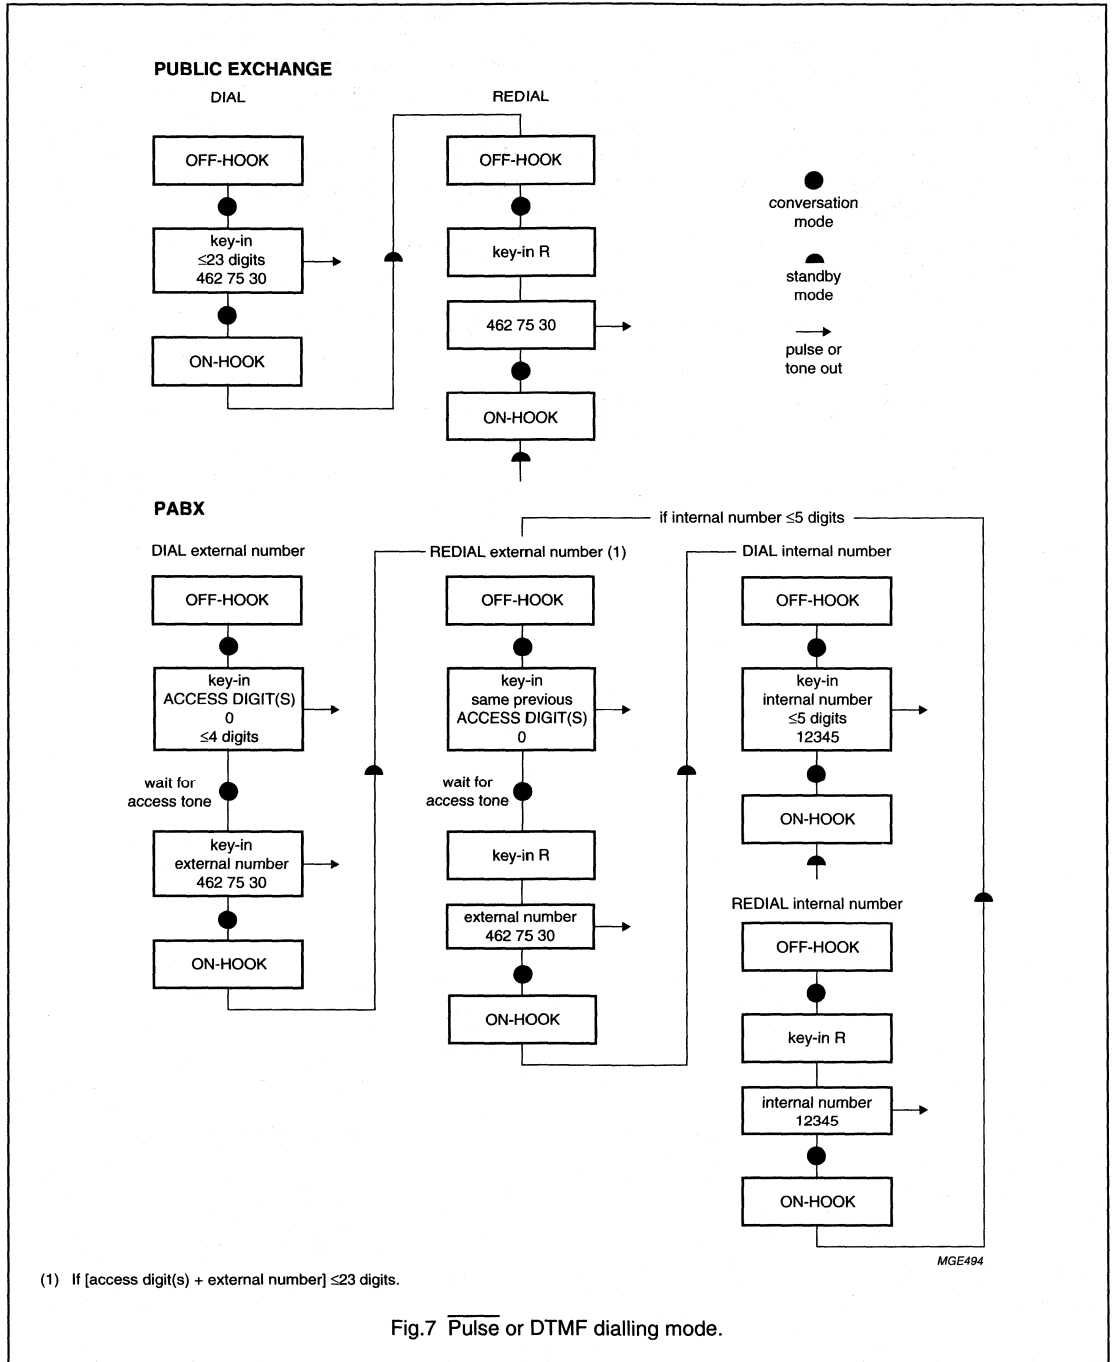 PUBLIC EXCHANGE
DIAL
OFF-HOOK
key-in
≤23 digits
462 75 30
ON-HOOK
REDIAL
OFF-HOOK
key-in R
462 75 30
ON-HOOK
conversation
mode
standby
mode
pulse or
tone out
PABX
if internal number ≤5 digits
DIAL external number
OFF-HOOK
key-in
ACCESS DIGIT(S)
0
≤4 digits
wait for
access tone
key-in
external number
462 75 30
ON-HOOK
REDIAL external number (1)
OFF-HOOK
key-in
same previous
ACCESS DIGIT(S)
0
wait for
access tone
key-in R
external number
462 75 30
ON-HOOK
DIAL internal number
OFF-HOOK
key-in
internal number
≤5 digits
12345
ON-HOOK
REDIAL internal number
OFF-HOOK
key-in R
internal number
12345
ON-HOOK
MGE494
(1) If [access digit(s) + external number] ≤23 digits.
Fig.7 Pulse or DTMF dialling mode.